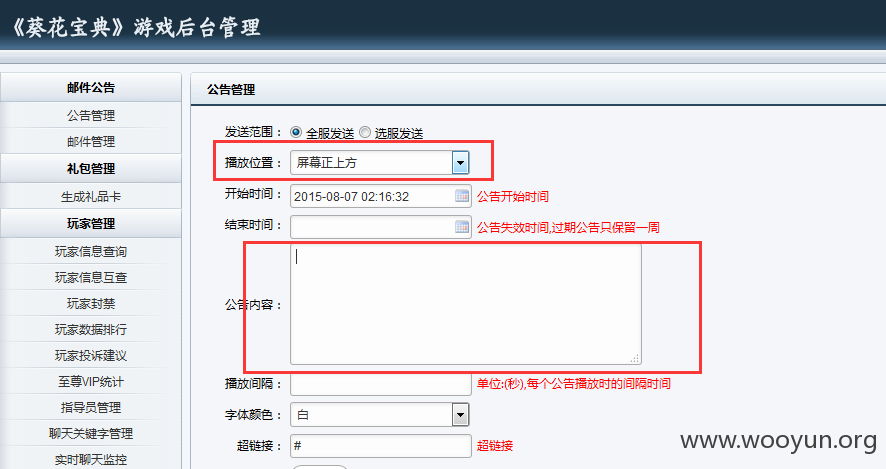 《葵花宝典》游戏后台管理
邮件公告
公告管理
邮件管理
礼包管理
生成礼品卡
玩家管理
玩家信息查询
玩家信息互查
玩家封禁
玩家数据排行
玩家投诉建议
至尊VIP统计
指导员管理
聊天关键字管理
实时聊天监控
公告管理
发送范围： 全服发送 选服发送
播放位置： 屏幕正上方
开始时间： 2015-08-07 02:16:32 公告开始时间
结束时间： 公告失效时间,过期公告只保留一周
公告内容：
播放间隔： 单位:(秒),每个公告播放时的间隔时间
字体颜色： 白
超链接： # 超链接
www.wooyun.org